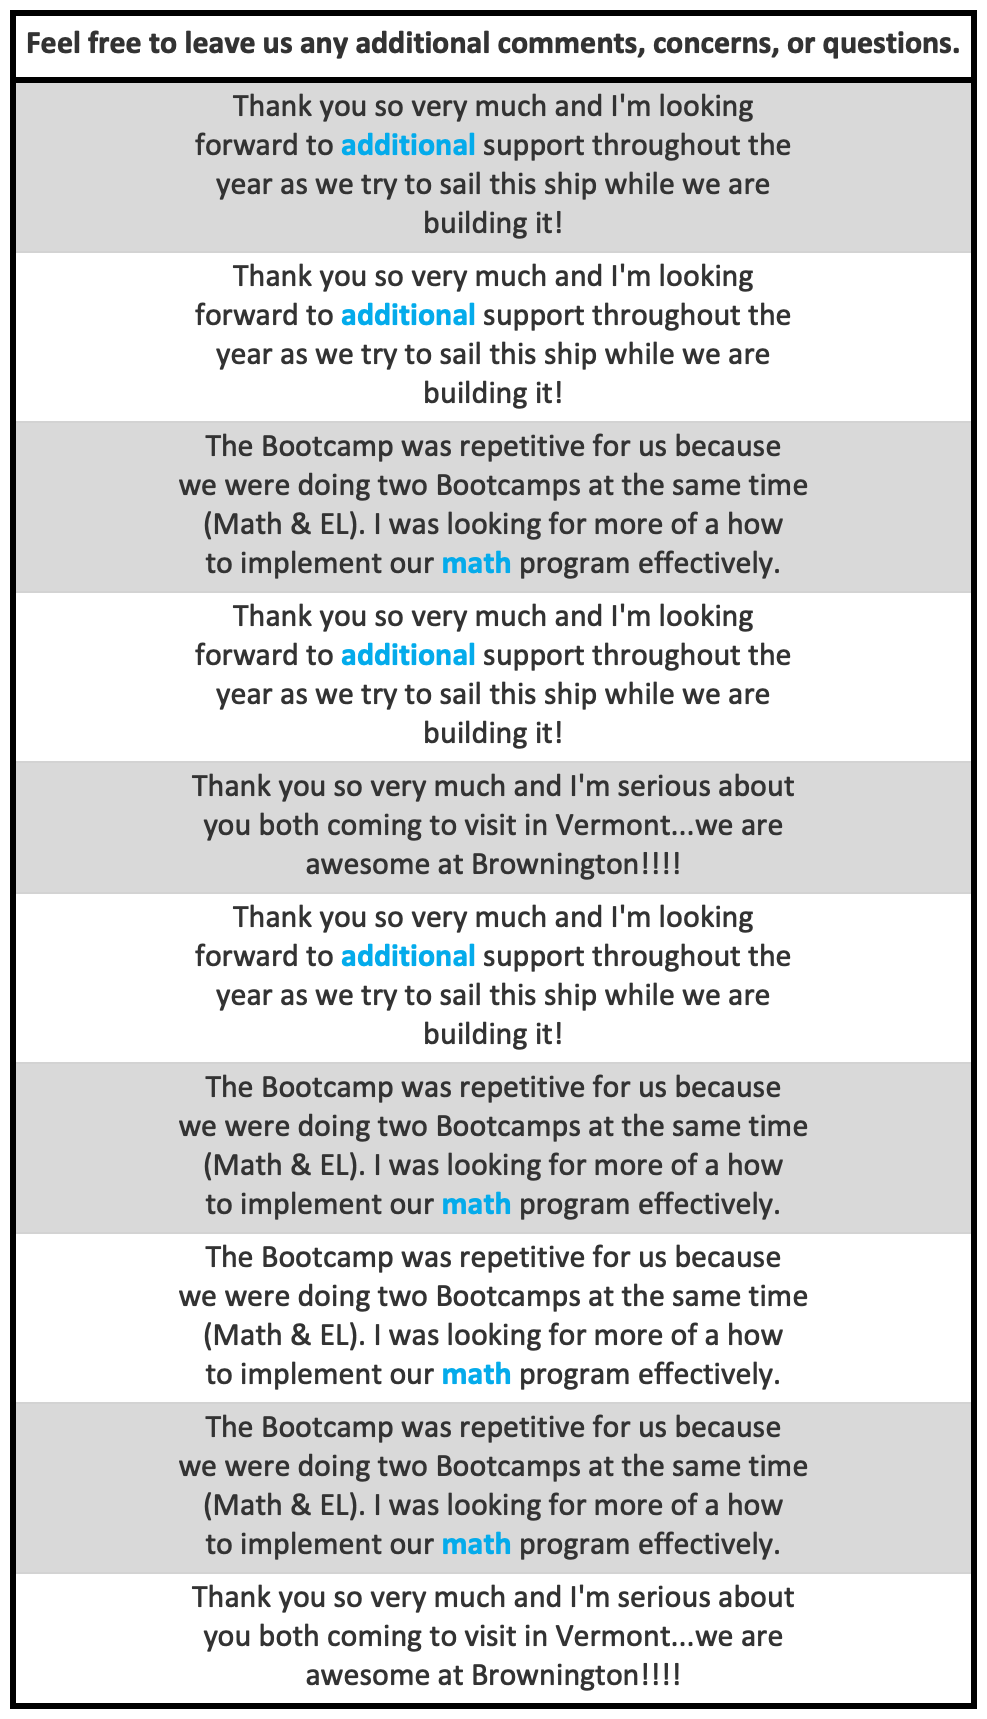 Feel free to leave us any additional comments, concerns, or questions.
Thank you so very much and I'm looking
forward to additional support throughout the
year as we try to sail this ship while we are
building it!
Thank you so very much and I'm looking
forward to additional support throughout the
year as we try to sail this ship while we are
building it!
The Bootcamp was repetitive for us because
we were doing two Bootcamps at the same time
(Math & EL). I was looking for more of a how
to implement our math program effectively.
Thank you so very much and I'm looking
forward to additional support throughout the
year as we try to sail this ship while we are
building it!
Thank you so very much and I'm serious about
you both coming to visit in Vermont...we are
awesome at Brownington!!!!
Thank you so very much and I'm looking
forward to additional support throughout the
year as we try to sail this ship while we are
building it!
The Bootcamp was repetitive for us because
we were doing two Bootcamps at the same time
(Math & EL). I was looking for more of a how
to implement our math program effectively.
The Bootcamp was repetitive for us because
we were doing two Bootcamps at the same time
(Math & EL). I was looking for more of a how
to implement our math program effectively.
The Bootcamp was repetitive for us because
we were doing two Bootcamps at the same time
(Math & EL). I was looking for more of a how
to implement our math program effectively.
Thank you so very much and I'm serious about
you both coming to visit in Vermont...we are
awesome at Brownington!!!!